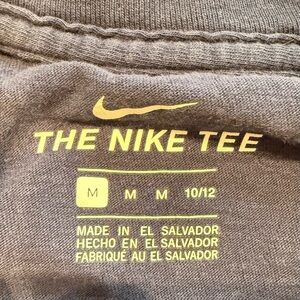 THE NIKE TEE
M M M 10/12
MADE IN EL SALVADOR
HECHO EN EL SALVADOR
FABRIQUÉ AU EL SALVADOR